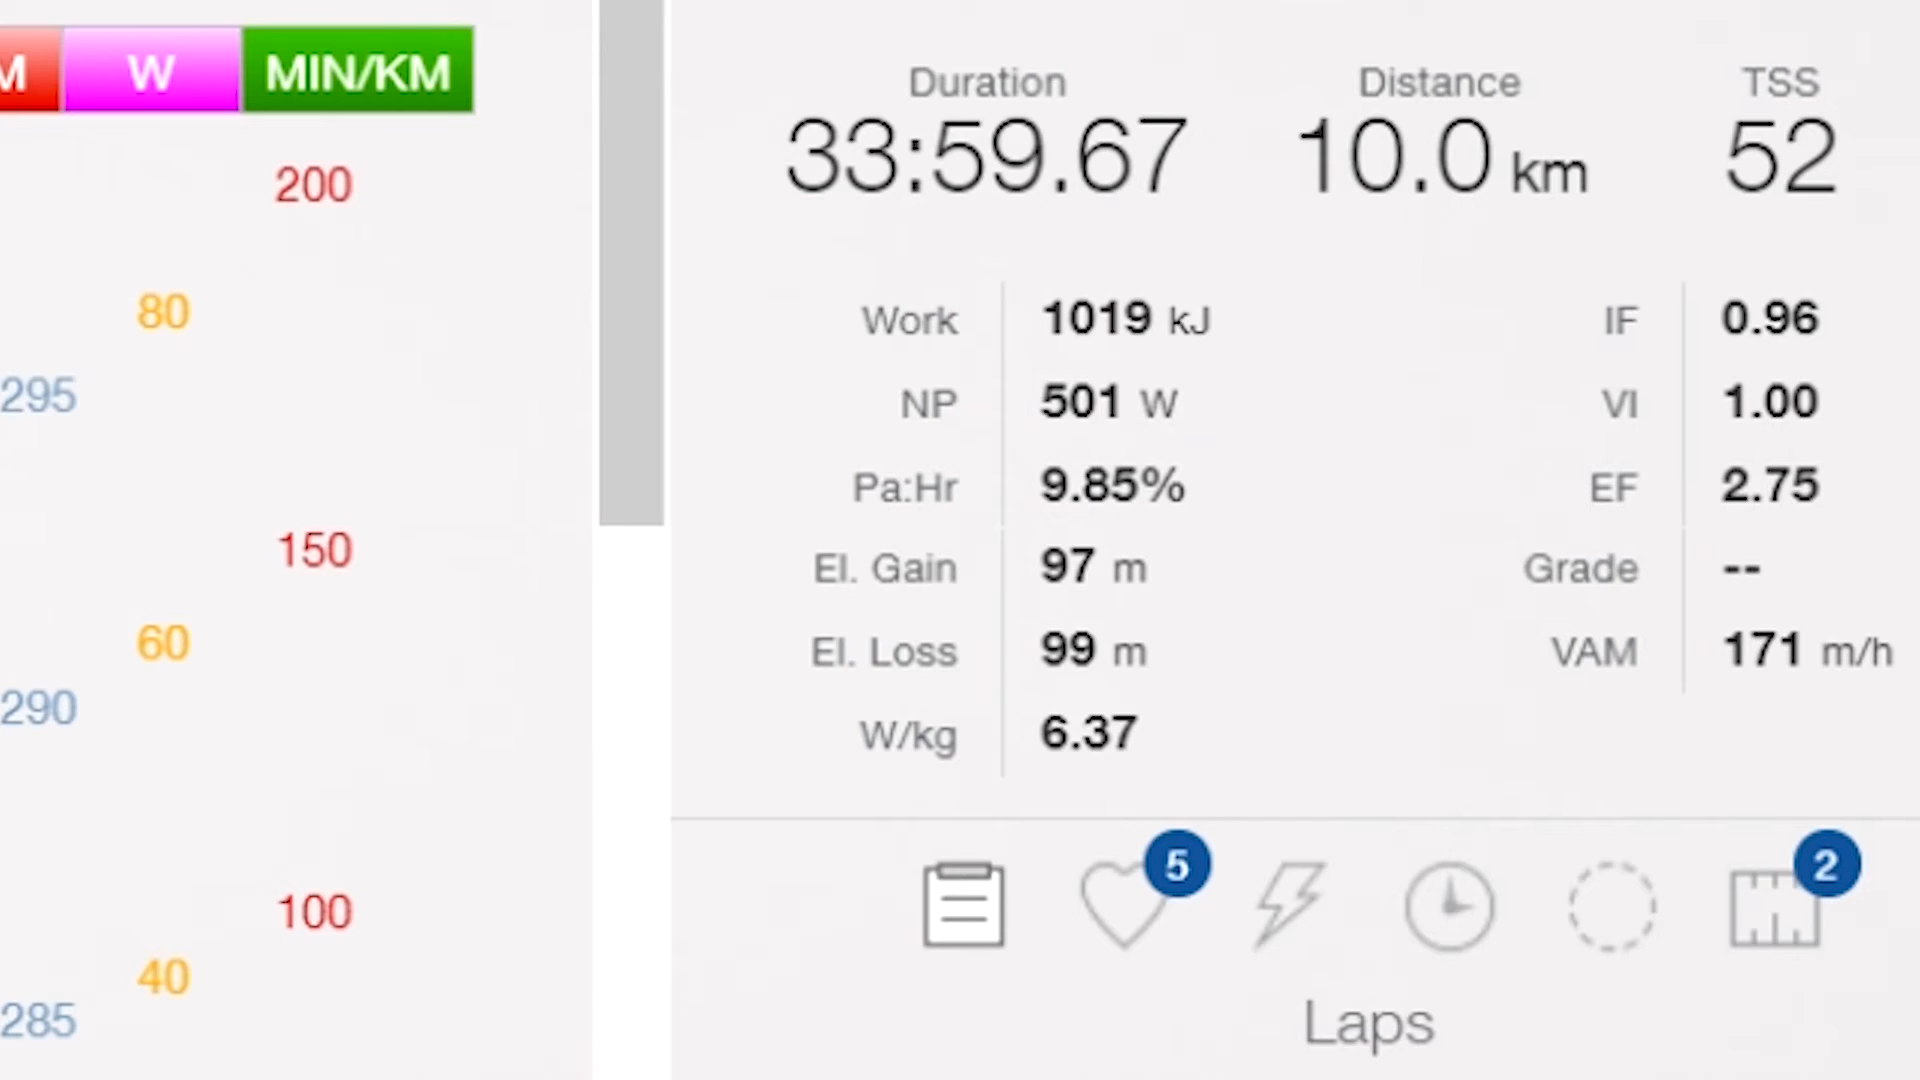 M W MIN/KM
200
80
295
150
60
290
100
40
285
Duration Distance TSS
33:59.67 10.0 km 52
Work 1019 kJ IF 0.96
NP 501 W VI 1.00
Pa:Hr 9.85% EF 2.75
El. Gain 97 m Grade --
El. Loss 99 m VAM 171 m/h
W/kg 6.37
5 2
Laps